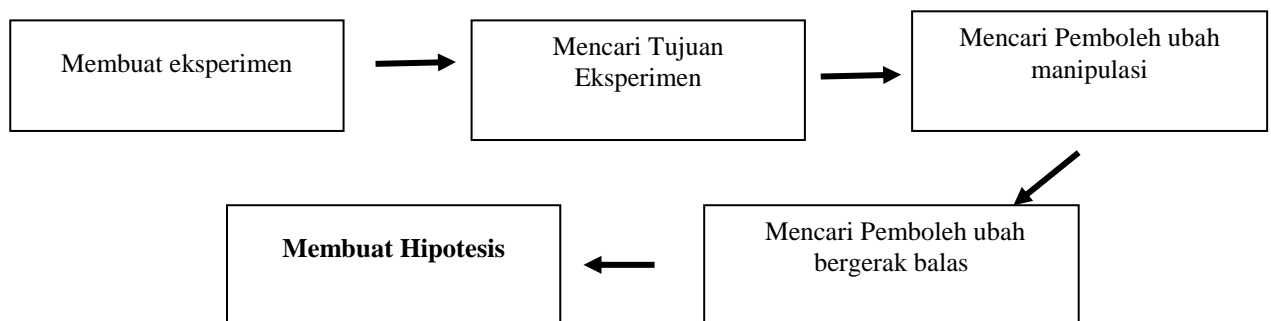 Membuat eksperimen
Mencari Tujuan
Eksperimen
Mencari Pemboleh ubah
manipulasi
Mencari Pemboleh ubah
bergerak balas
Membuat Hipotesis